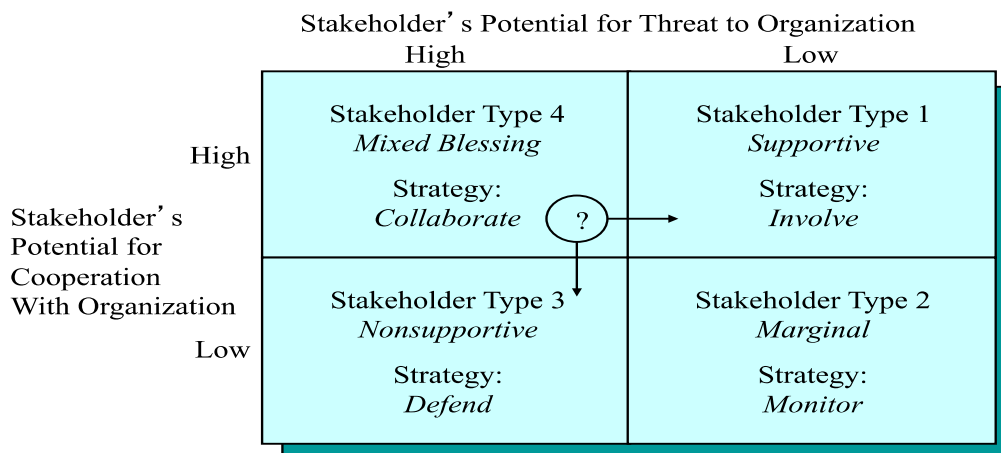 Stakeholder’s Potential for Threat to Organization
High
Low
Stakeholder Type 4
Mixed Blessing
Strategy:
Collaborate
?
Stakeholder Type 1
Supportive
Strategy:
Involve
High
Stakeholder’s
Potential for
Cooperation
With Organization
Low
Stakeholder Type 3
Nonsupportive
Strategy:
Defend
Stakeholder Type 2
Marginal
Strategy:
Monitor